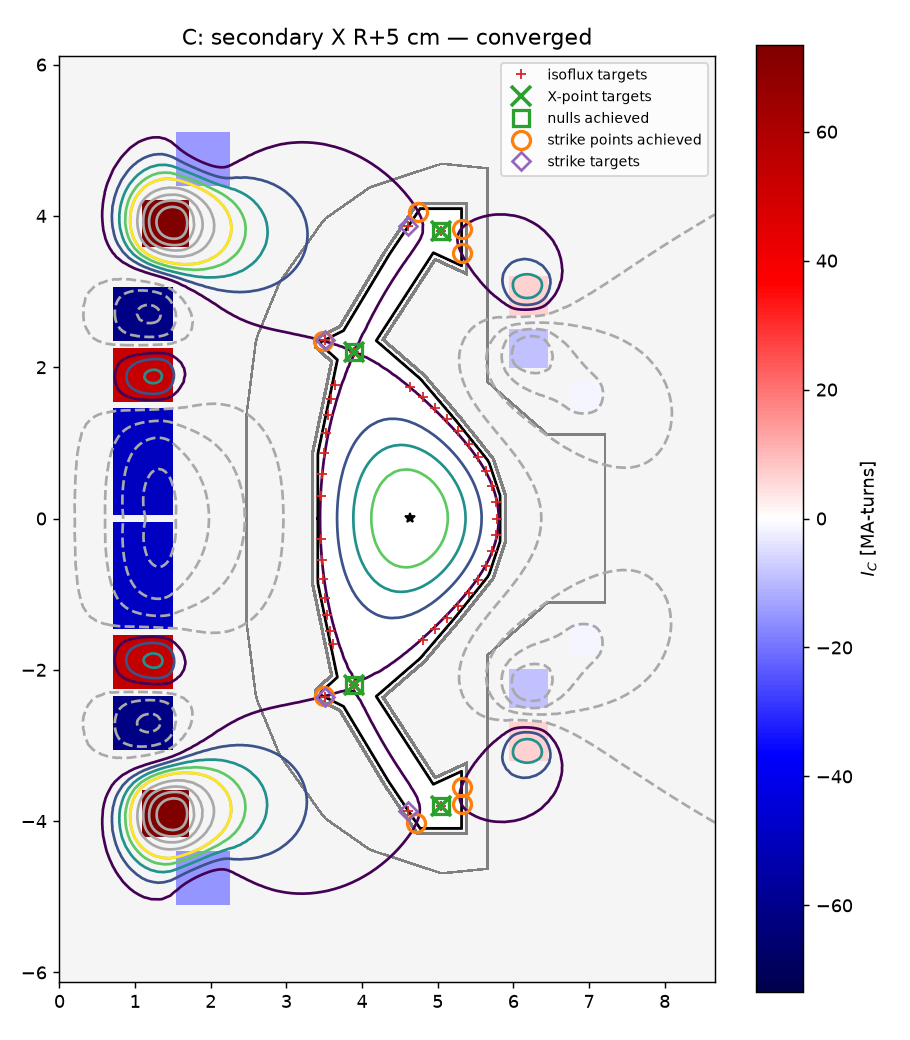 C: secondary X R+5 cm — converged
isoflux targets
X-point targets
nulls achieved
strike points achieved
strike targets
6
4
2
0
−2
−4
−6
0 1 2 3 4 5 6 7 8
60
40
20
0
−20
−40
−60
I_C [MA-turns]